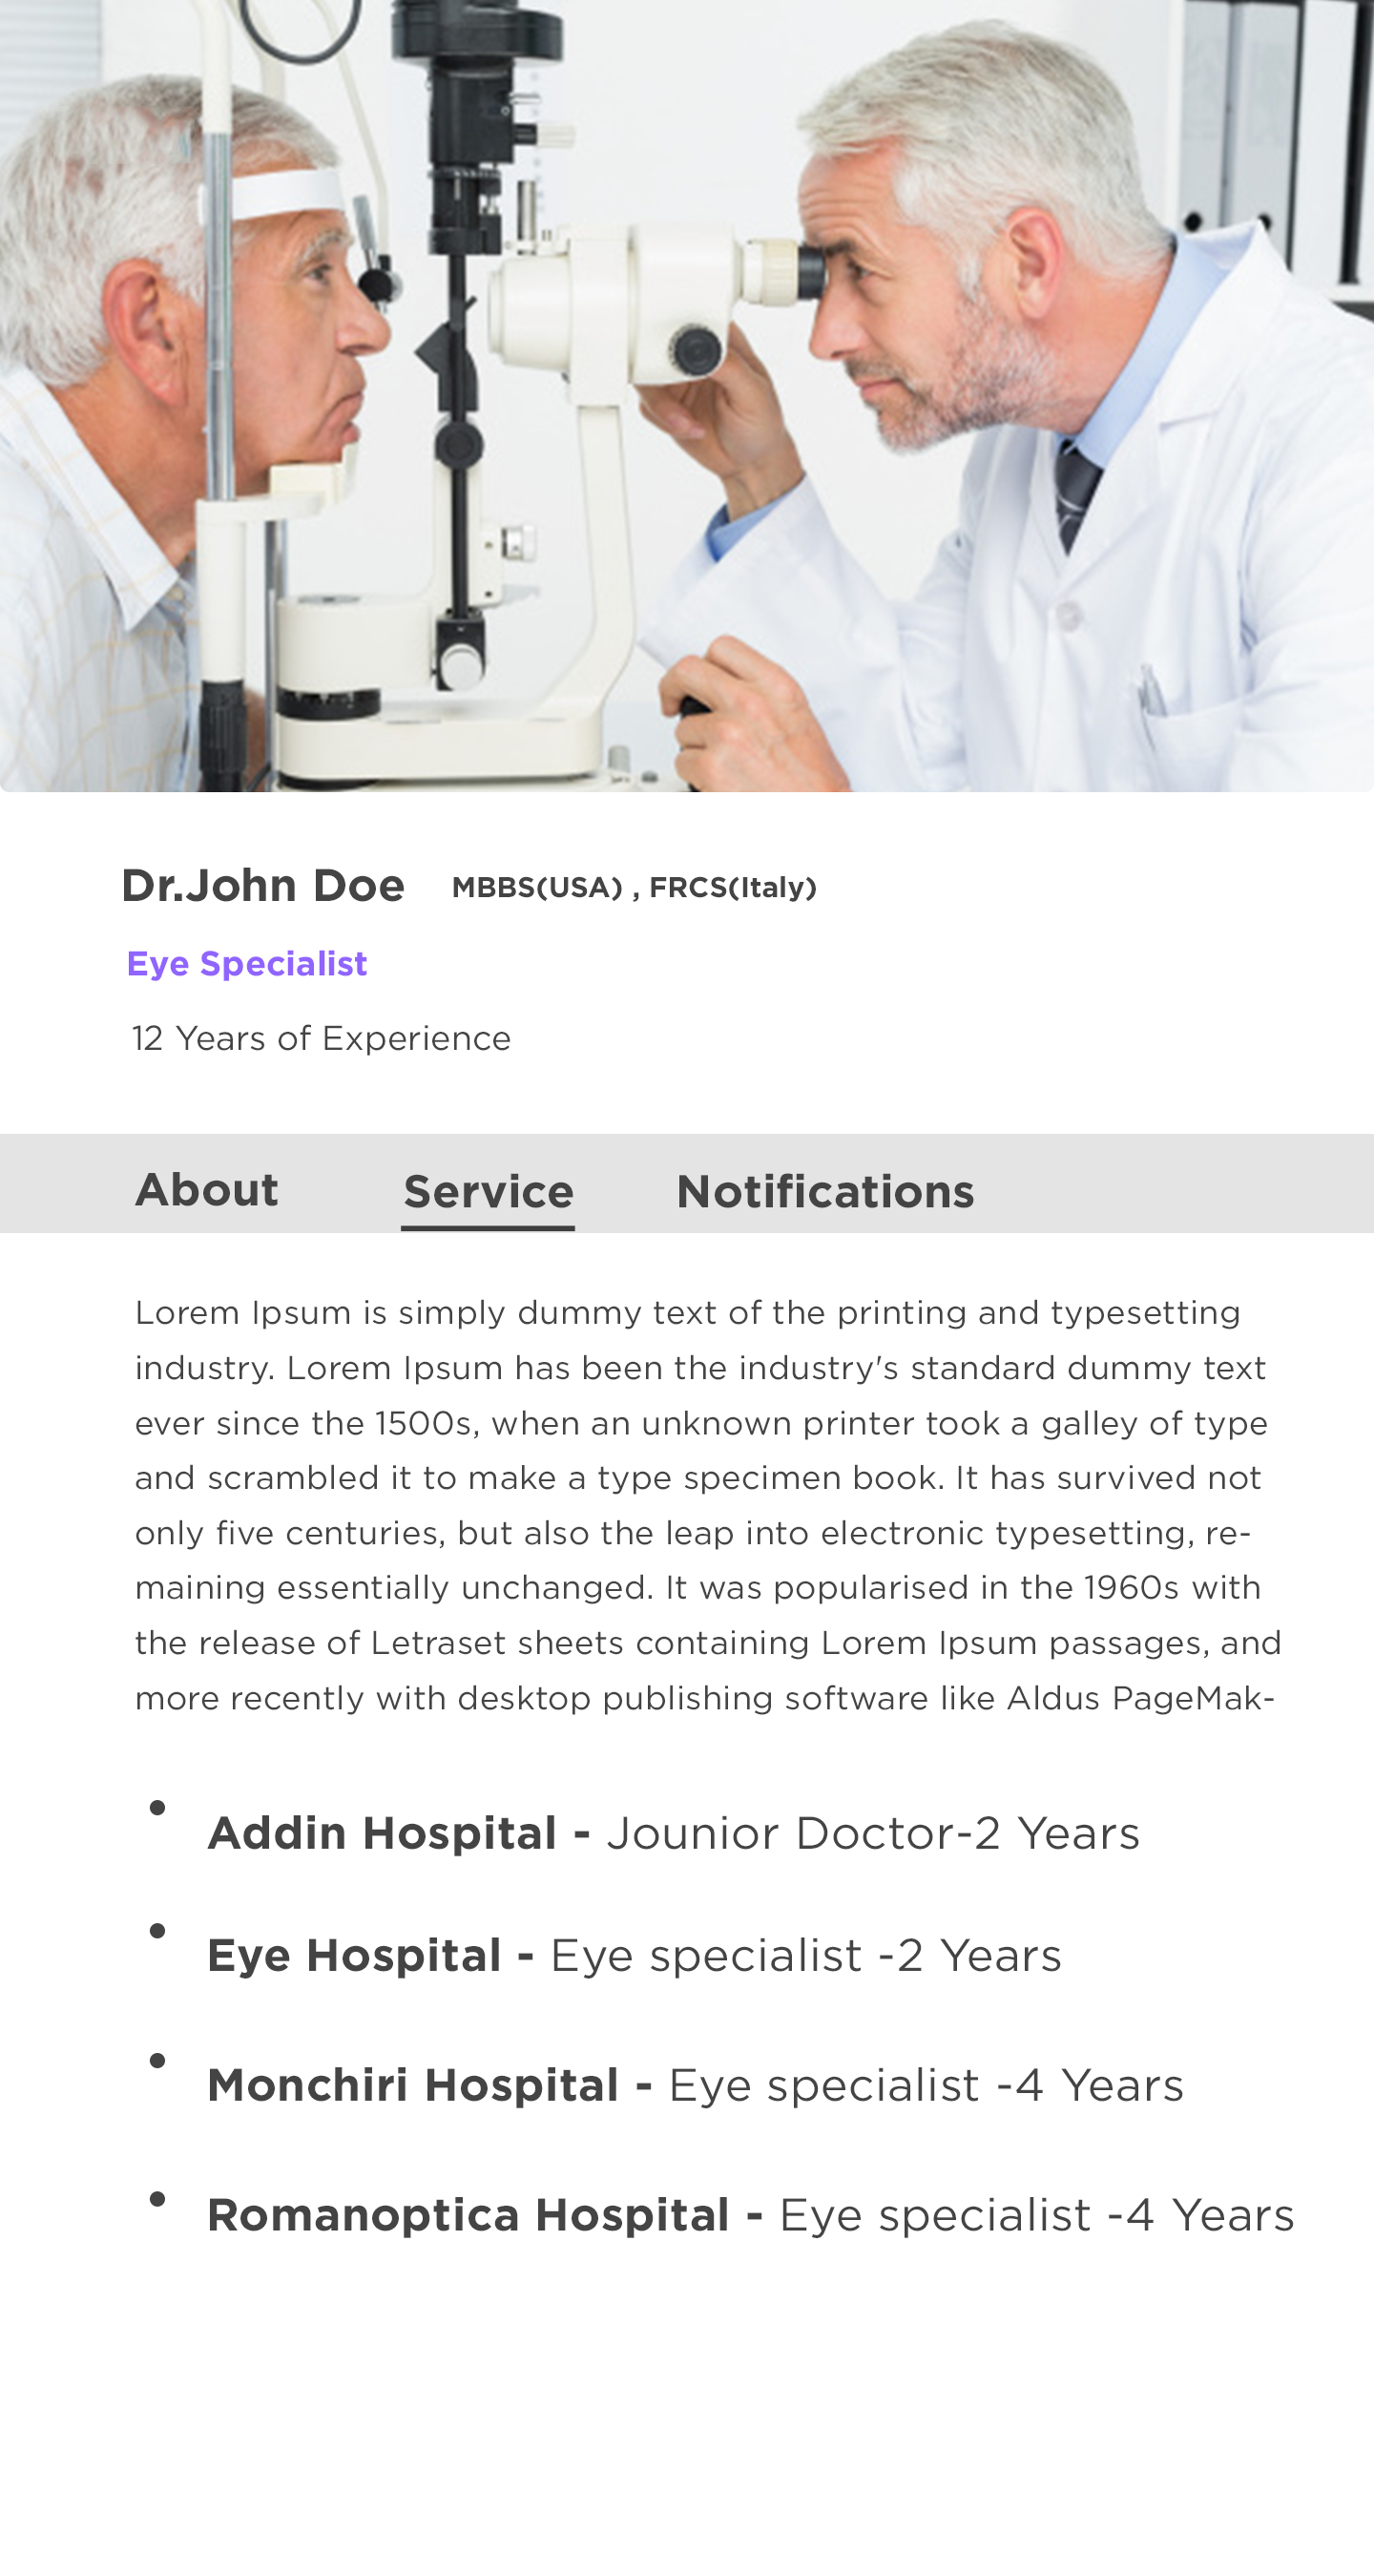 Dr.John Doe MBBS(USA) , FRCS(Italy)
Eye Specialist
12 Years of Experience
About Service Notifications
Lorem Ipsum is simply dummy text of the printing and typesetting
industry. Lorem Ipsum has been the industry's standard dummy text
ever since the 1500s, when an unknown printer took a galley of type
and scrambled it to make a type specimen book. It has survived not
only five centuries, but also the leap into electronic typesetting, re-
maining essentially unchanged. It was popularised in the 1960s with
the release of Letraset sheets containing Lorem Ipsum passages, and
more recently with desktop publishing software like Aldus PageMak-
• Addin Hospital - Jounior Doctor-2 Years
• Eye Hospital - Eye specialist -2 Years
• Monchiri Hospital - Eye specialist -4 Years
• Romanoptica Hospital - Eye specialist -4 Years